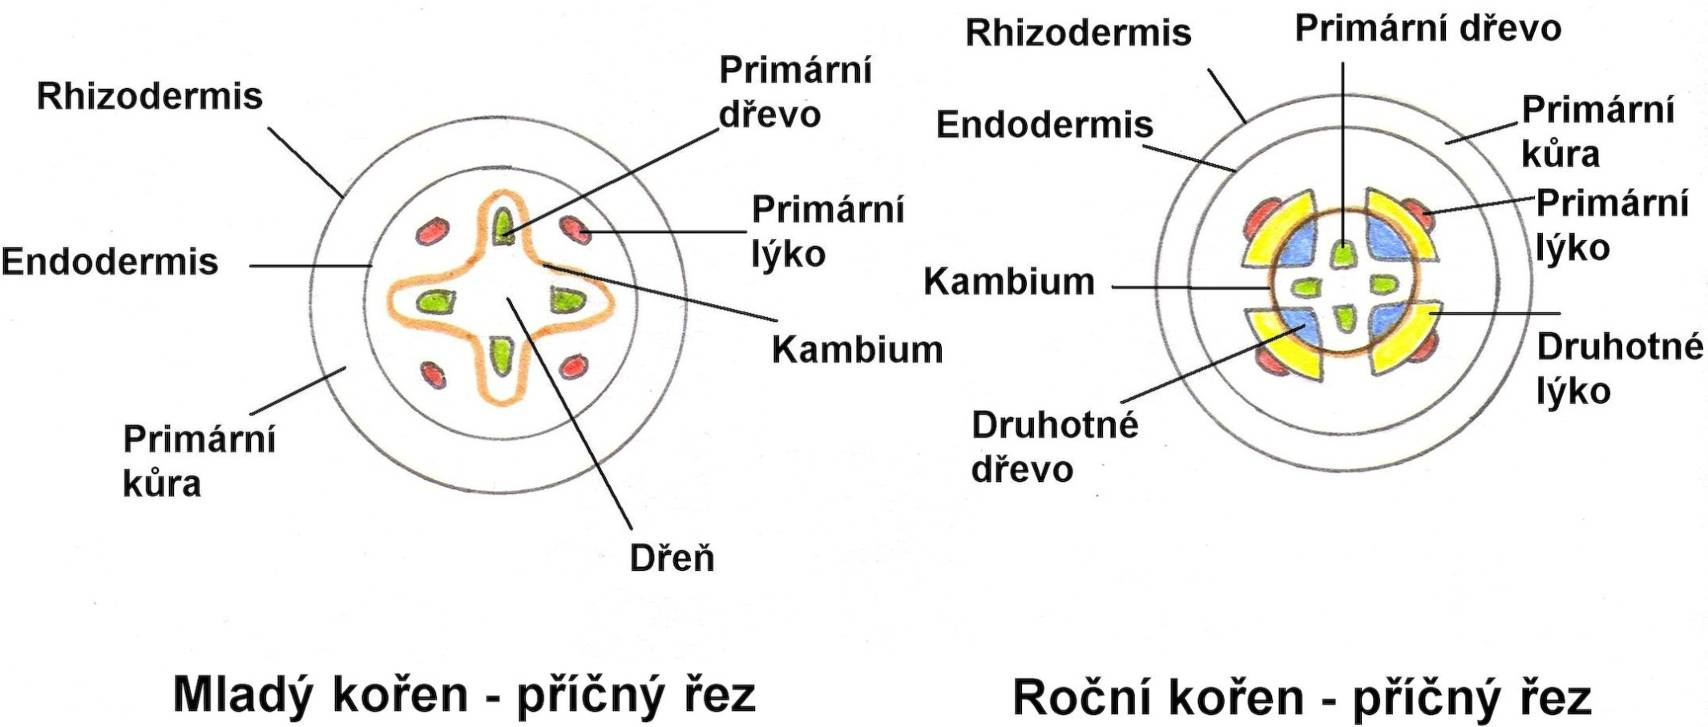 Rhizodermis
Primární
dřevo
Primární
lýko
Endodermis
Kambium
Primární
kůra
Dřeň
Mladý kořen - příčný řez
Rhizodermis
Primární dřevo
Endodermis
Primární
kůra
Primární
lýko
Kambium
Druhotné
lýko
Druhotné
dřevo
Roční kořen - příčný řez